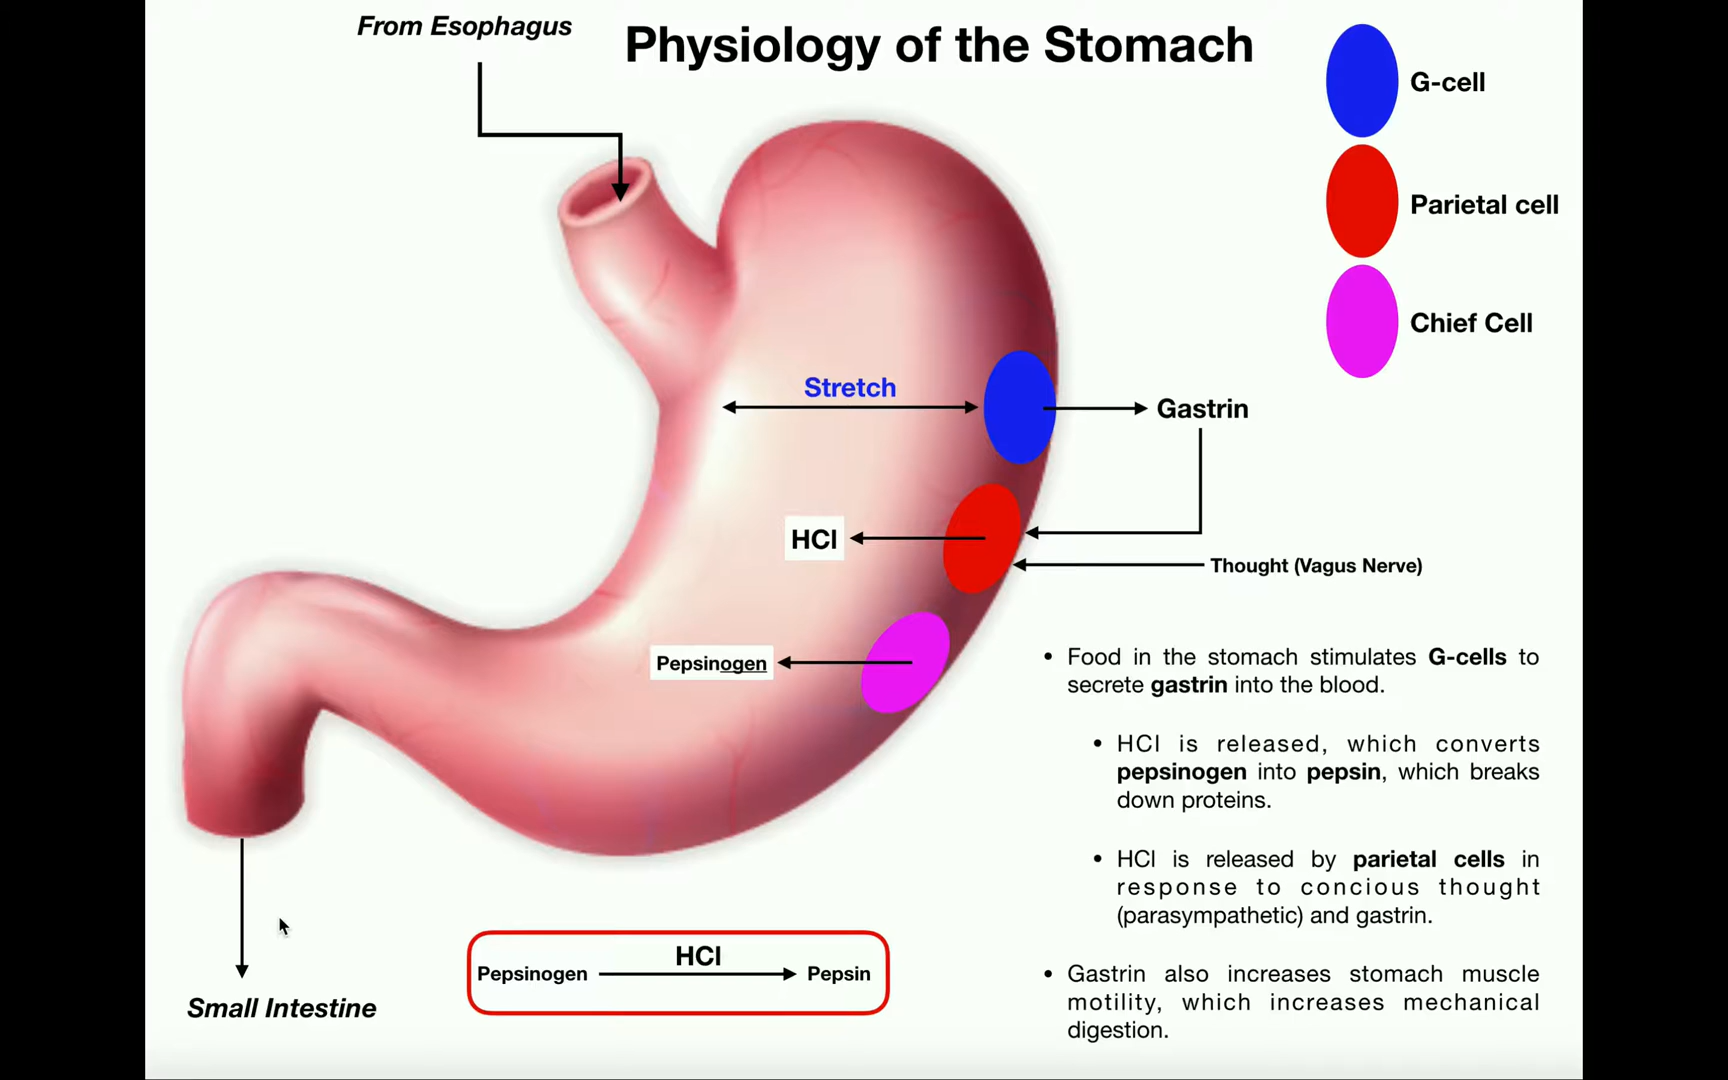 From Esophagus
Physiology of the Stomach
G-cell
Parietal cell
Chief Cell
Stretch
Gastrin
HCl
Thought (Vagus Nerve)
Pepsinogen
• Food in the stomach stimulates G-cells to
secrete gastrin into the blood.
• HCl is released, which converts
pepsinogen into pepsin, which breaks
down proteins.
• HCl is released by parietal cells in
response to concious thought
(parasympathetic) and gastrin.
• Gastrin also increases stomach muscle
motility, which increases mechanical
digestion.
HCl
Pepsinogen Pepsin
Small Intestine